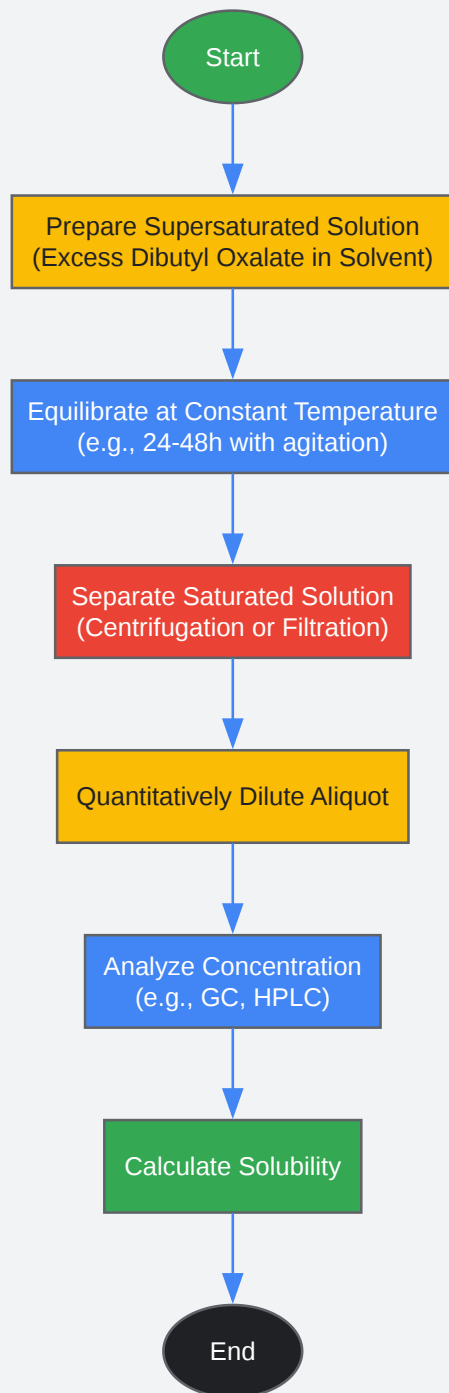 Start
Prepare Supersaturated Solution
(Excess Dibutyl Oxalate in Solvent)
Equilibrate at Constant Temperature
(e.g., 24-48h with agitation)
Separate Saturated Solution
(Centrifugation or Filtration)
Quantitatively Dilute Aliquot
Analyze Concentration
(e.g., GC, HPLC)
Calculate Solubility
End